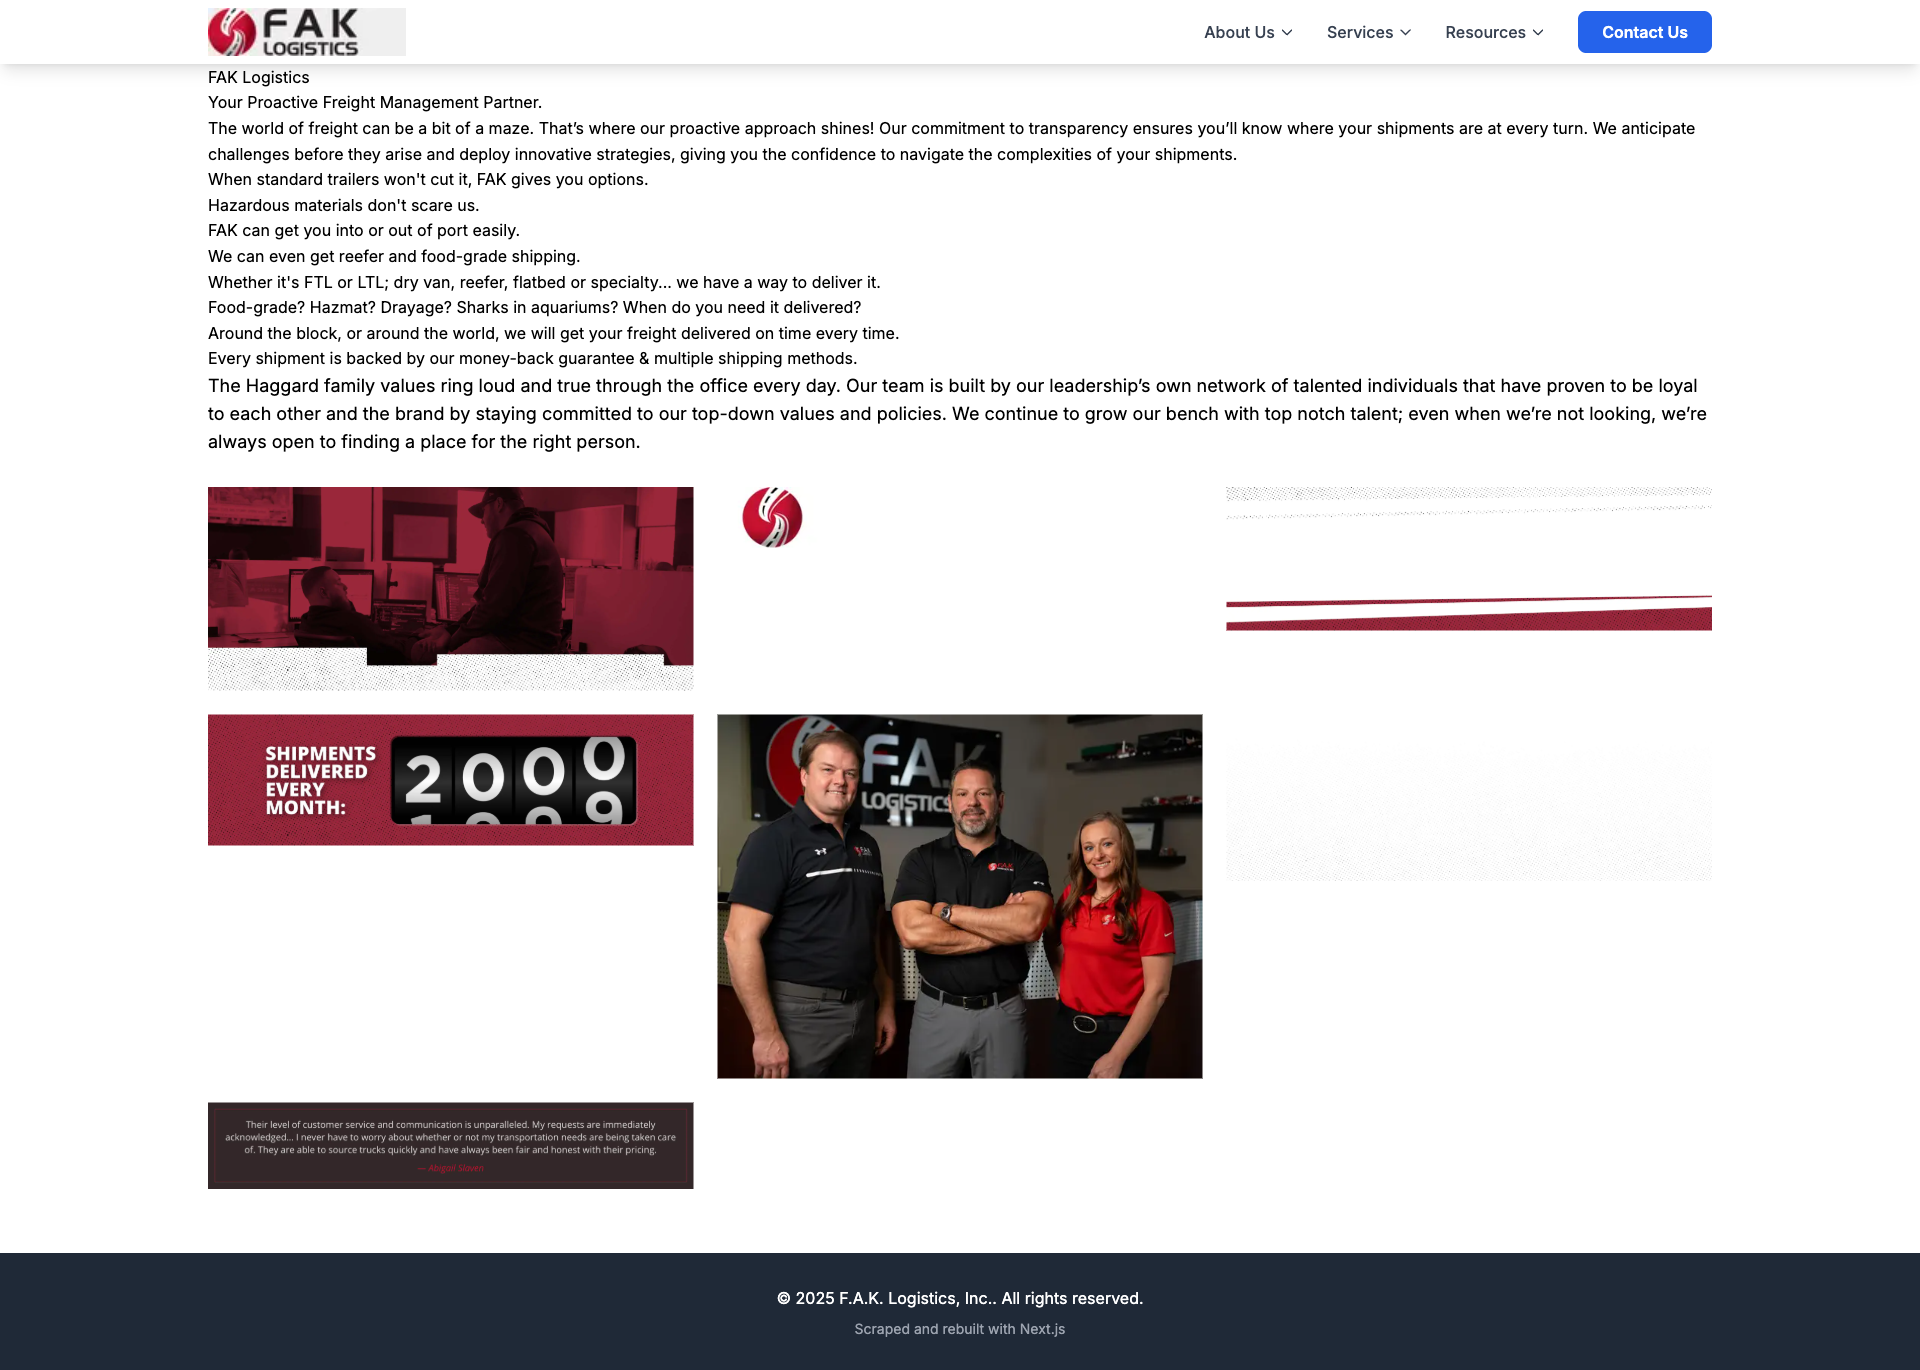 FAK
LOGISTICS
About Us
Services
Resources
Contact Us
FAK Logistics
Your Proactive Freight Management Partner.
The world of freight can be a bit of a maze. That’s where our proactive approach shines! Our commitment to transparency ensures you’ll know where your shipments are at every turn. We anticipate
challenges before they arise and deploy innovative strategies, giving you the confidence to navigate the complexities of your shipments.
When standard trailers won't cut it, FAK gives you options.
Hazardous materials don't scare us.
FAK can get you into or out of port easily.
We can even get reefer and food-grade shipping.
Whether it's FTL or LTL; dry van, reefer, flatbed or specialty... we have a way to deliver it.
Food-grade? Hazmat? Drayage? Sharks in aquariums? When do you need it delivered?
Around the block, or around the world, we will get your freight delivered on time every time.
Every shipment is backed by our money-back guarantee & multiple shipping methods.
The Haggard family values ring loud and true through the office every day. Our team is built by our leadership’s own network of talented individuals that have proven to be loyal
to each other and the brand by staying committed to our top-down values and policies. We continue to grow our bench with top notch talent; even when we’re not looking, we’re
always open to finding a place for the right person.
SHIPMENTS
DELIVERED
EVERY
MONTH:
2000
F.A.K
LOGISTICS
Their level of customer service and communication is unparalleled. My requests are immediately
acknowledged... I never have to worry about whether or not my transportation needs are being taken care
of. They are able to source trucks quickly and have always been fair and honest with their pricing.
— Abigail Slaven
© 2025 F.A.K. Logistics, Inc.. All rights reserved.
Scraped and rebuilt with Next.js